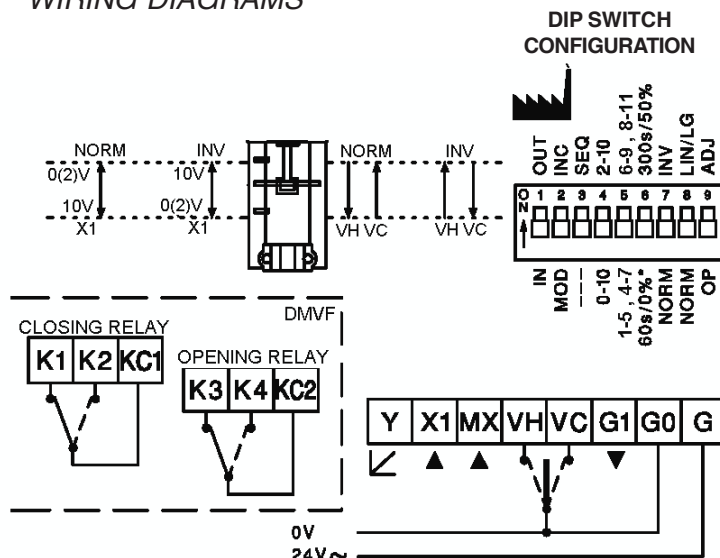 WIRING DIAGRAMS
DIP SWITCH
CONFIGURATION
OUT
INC
SEQ
2-10
6-9 , 8-11
300s/50%
INV
LIN/LG
ADJ
ON 1 2 3 4 5 6 7 8 9
IN
MOD
---
0-10
1-5 , 4-7
60s/0%*
NORM
NORM
OP
NORM INV NORM INV
0(2)V 10V
10V 0(2)V
X1 X1 VH VC VH VC
DMVF
CLOSING RELAY
K1 K2 KC1
OPENING RELAY
K3 K4 KC2
Y X1 MX VH VC G1 G0 G
0V
24V~